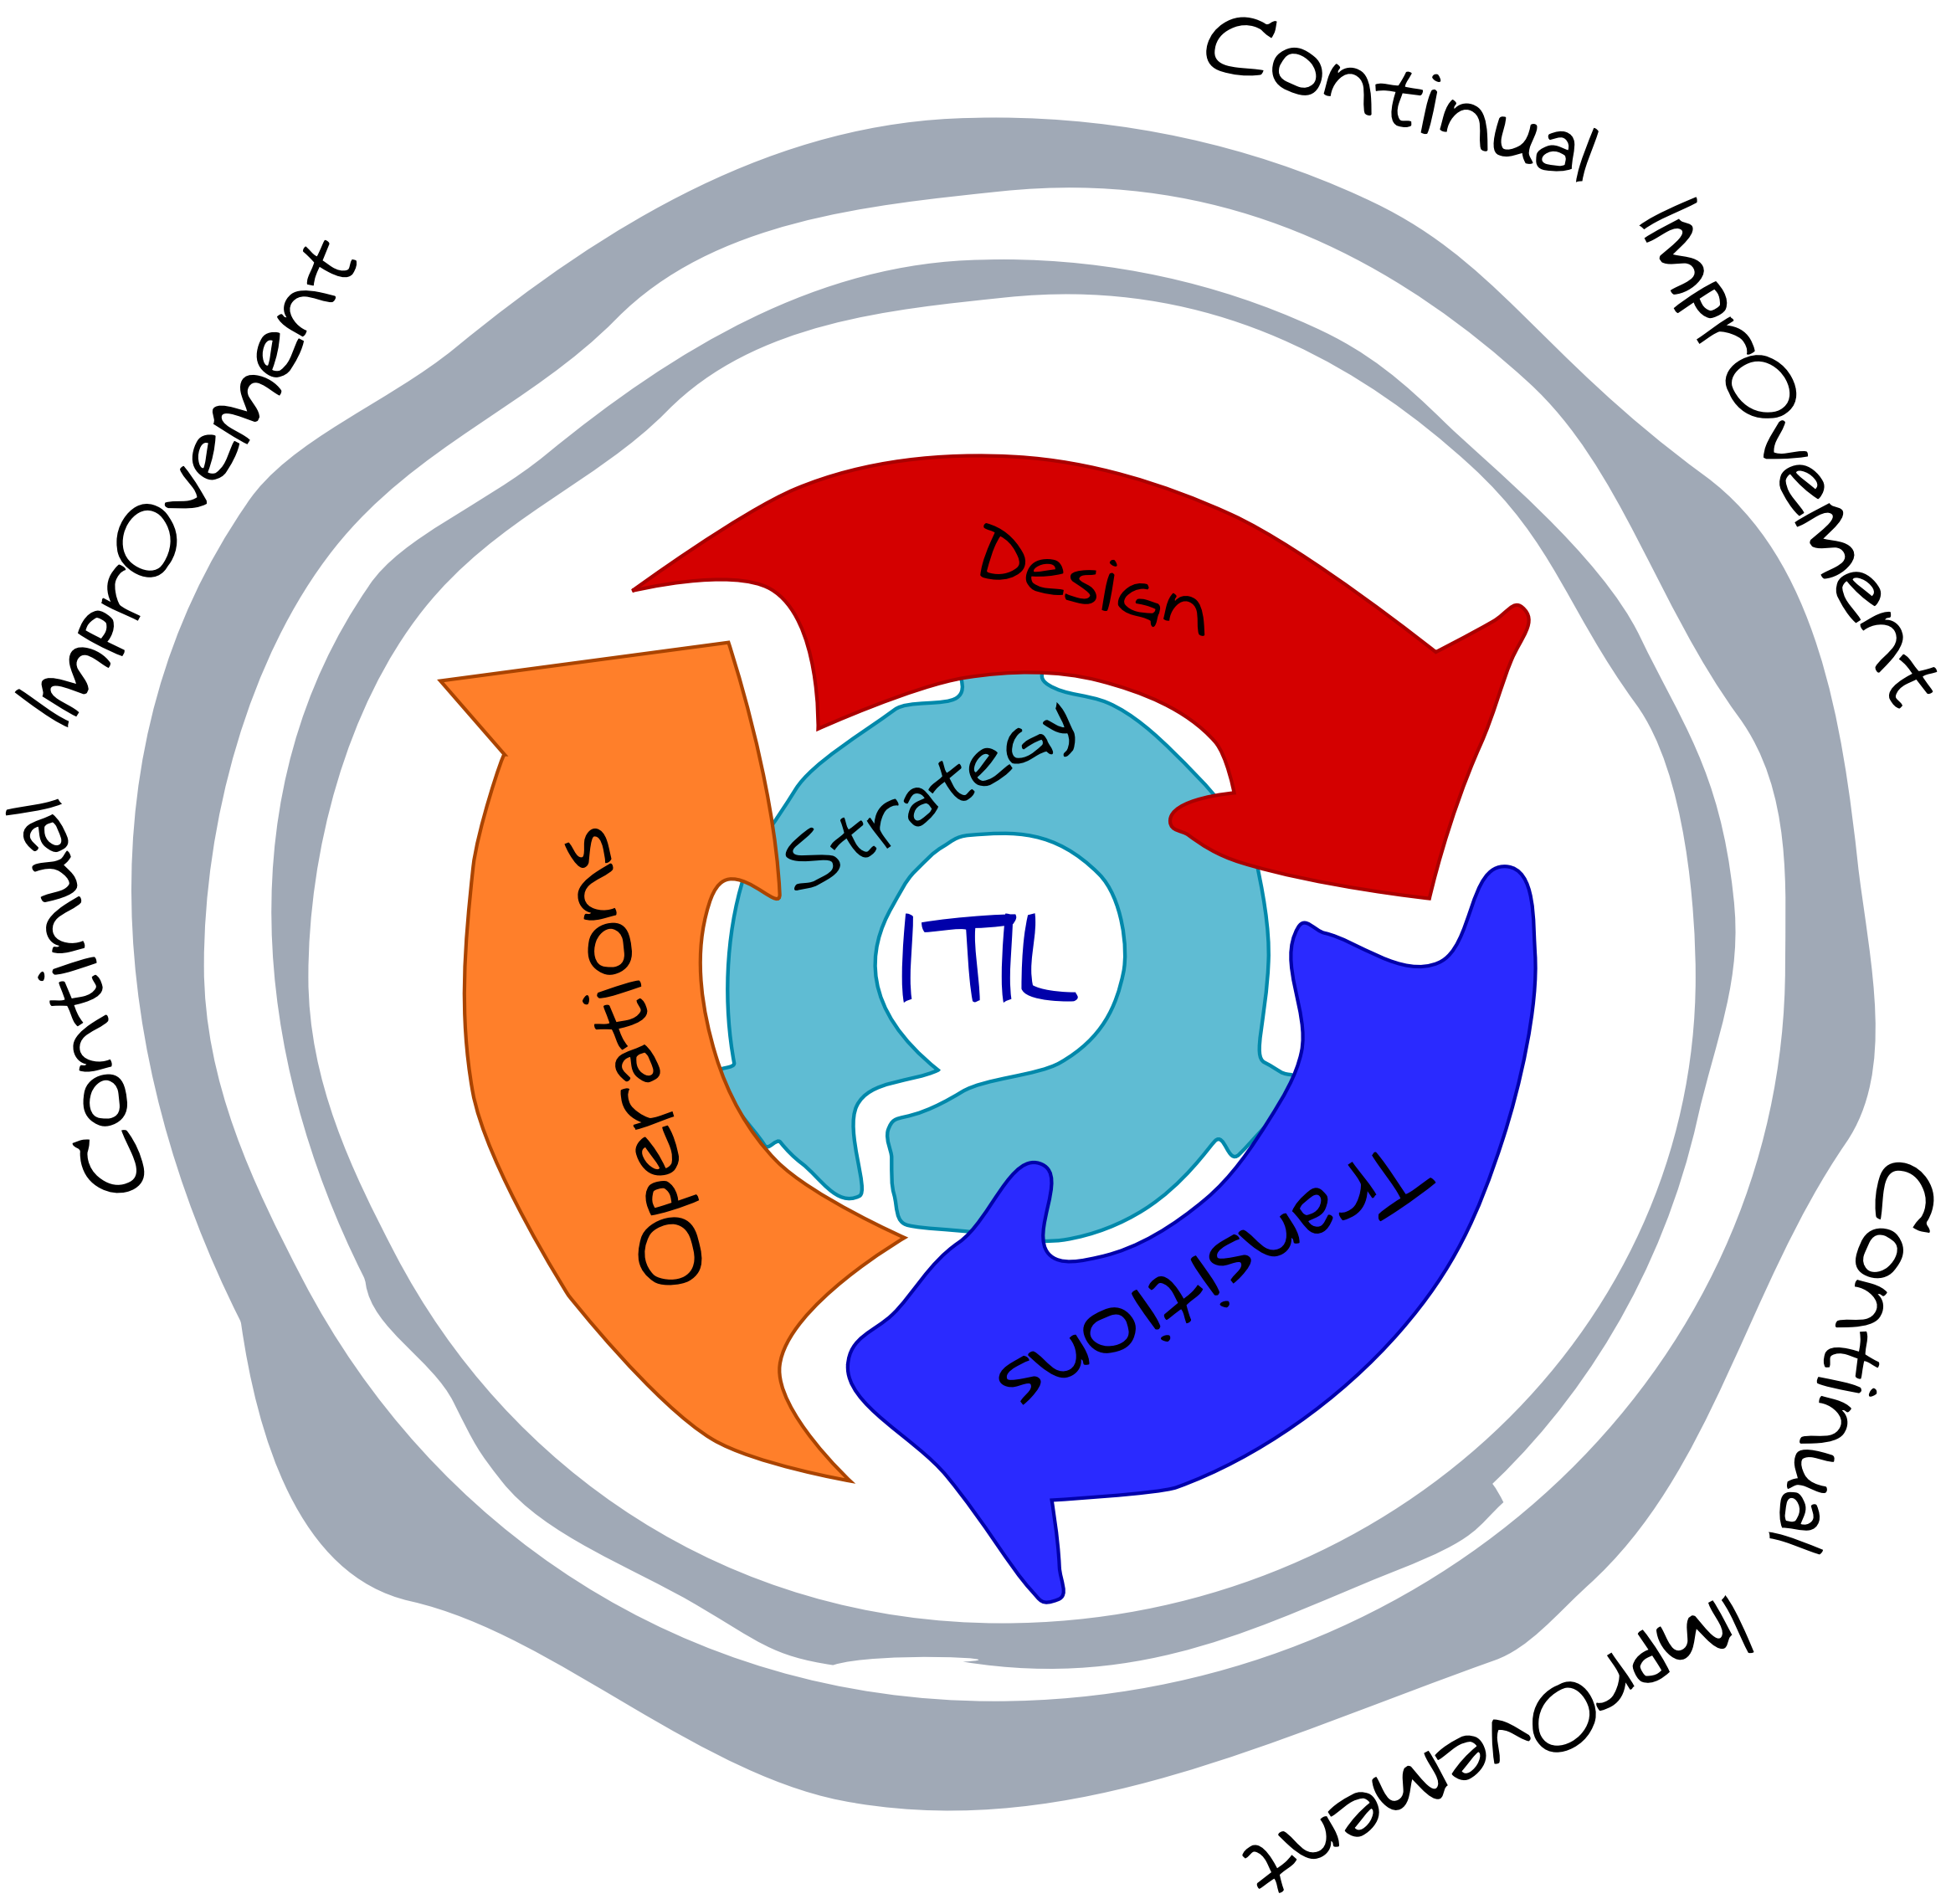 Continual ImprOvement
Continual ImprOvement
Continual ImprOvement
Design
Strategy
ITIL
Transitions
Operations